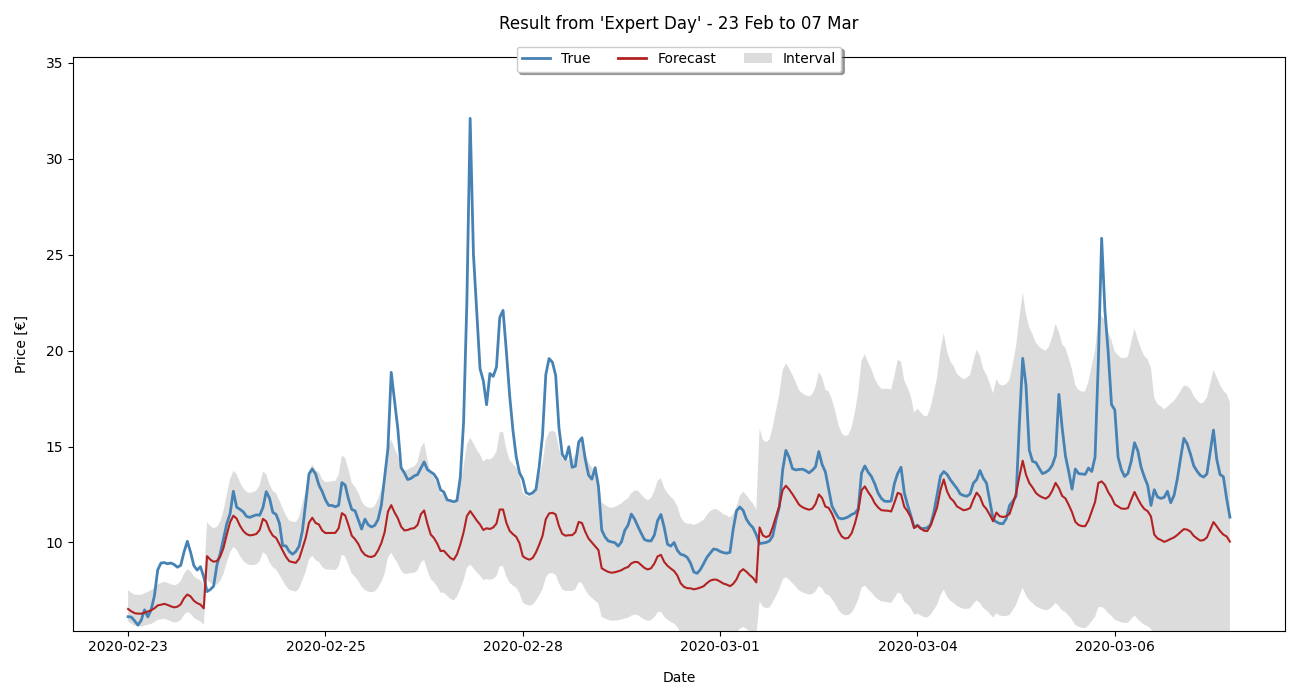 Result from 'Expert Day' - 23 Feb to 07 Mar
True Forecast Interval
35
30
25
20
15
10
Price [€]
2020-02-23 2020-02-25 2020-02-28 2020-03-01 2020-03-04 2020-03-06
Date